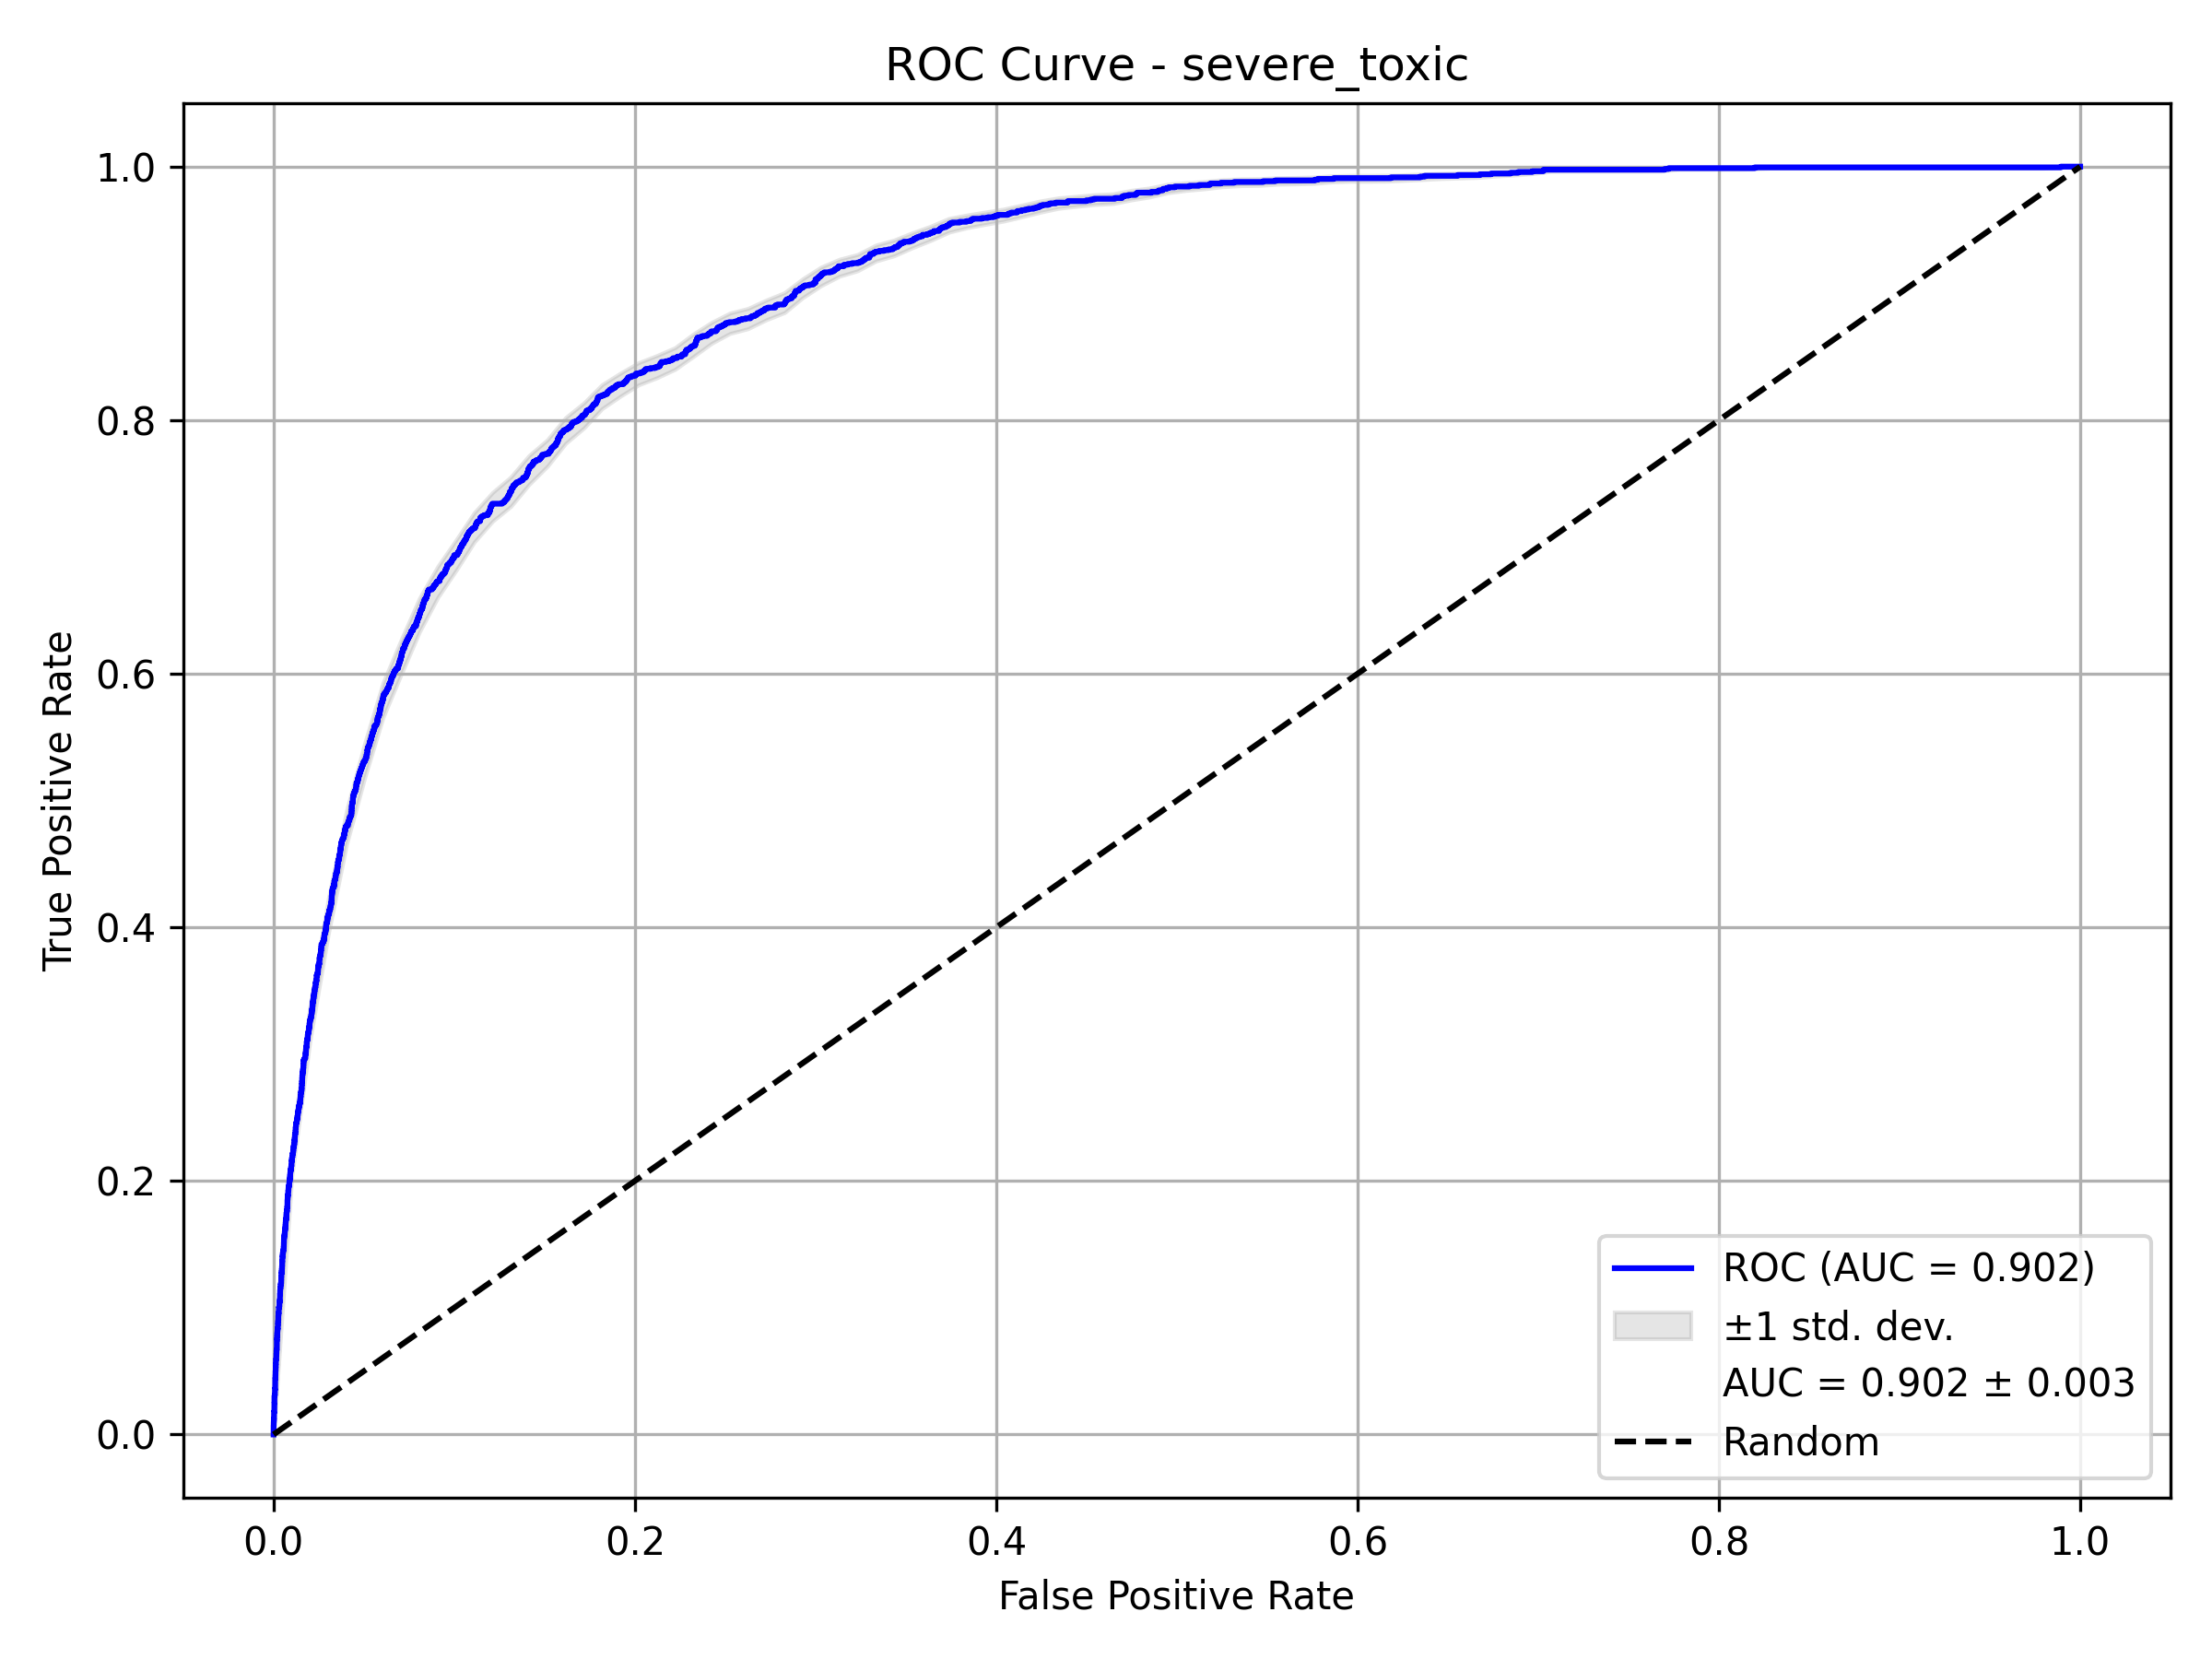 ROC Curve - severe_toxic
1.0
0.8
0.6
0.4
0.2
0.0
True Positive Rate
ROC (AUC = 0.902)
±1 std. dev.
AUC = 0.902 ± 0.003
Random
0.0 0.2 0.4 0.6 0.8 1.0
False Positive Rate